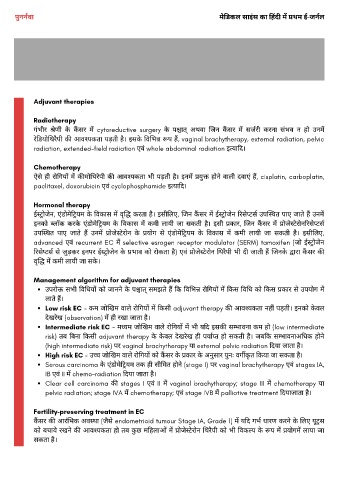 पुनर्नवा
मेडिकल साइंस का हिंदी में प्रथम ई-जर्नल
Adjuvant therapies
Radiotherapy
गंभीर श्रेणी के कैंसर में cytoreductive surgery के पश्चात् अथवा जिन कैंसर में सर्जरी करना संभव न हो उनमें
रेडियोथिरैपी की आवश्यकता पड़ती है। इसके विभिन्न रूप हैं, vaginal brachytherapy, external radiation, pelvic
radiation, extended-field radiation एवं whole abdominal radiation इत्यादि।
Chemotherapy
ऐसे ही रोगियों में कीमोथिरैपी की आवश्यकता भी पड़ती है। इनमें प्रयुक्त होने वाली दवाएं हैं, cisplatin, carboplatin,
paclitaxel, doxorubicin एवं cyclophosphamide इत्यादि।
Hormonal therapy
ईस्ट्रोजेन, एंडोमेट्रियम के विकास में वृद्धि करता है। इसीलिए, जिन कैंसर में ईस्ट्रोजेन रिसेप्टर्स उपस्थित पाए जाते हैं उनमें
इनको ब्लॉक करके एंडोमेट्रियम के विकास में कमी लायी जा सकती है। इसी प्रकार, जिन कैंसर में प्रोजेस्टेरोनरिसेप्टर्स
उपस्थित पाए जाते हैं उनमें प्रोजेस्टेरोन के प्रयोग से एंडोमेट्रियम के विकास में कमी लायी जा सकती है। इसीलिए,
advanced एवं recurrent EC में selective esrogen receptor modulator (SERM) tamoxifen (जो ईस्ट्रोजेन
रिसेप्टर्स से जुड़कर इनपर ईस्ट्रोजेन के प्रभाव को रोकता है) एवं प्रोजेस्टेरोन थिरैपी भी दी जाती है जिनके द्वारा कैंसर की
वृद्धि में कमी लायी जा सके।
Management algorithm for adjuvant therapies
• उपरोक्त सभी विधियों को जानने के पश्चात् समझते हैं कि विभिन्न रोगियों में किस विधि को किस प्रकार से उपयोग में
लाते हैं।
• Low risk EC - कम जोखिम वाले रोगियों में किसी adjuvant therapy की आवश्यकता नहीं पड़ती। इनको केवल
देखरेख (observation) में ही रखा जाता है।
• Intermediate risk EC - मध्यम जोखिम वाले रोगियों में भी यदि इसकी सम्भावना कम हो (low intermediate
risk) तब बिना किसी adjuvant therapy के केवल देखरेख ही पर्याप्त हो सकती है। जबकि सम्भावनाअधिक होने
(high intermediate risk) पर vaginal brachytherapy या external pelvic radiation दिया जाता है।
• High risk EC - उच्च जोखिम वाले रोगियों को कैंसर के प्रकार के अनुसार पुनः वर्गीकृत किया जा सकता है।
• Serous carcinoma के एंडोमेट्रियम तक ही सीमित होने (stage I) पर vaginal brachytherapy एवं stages IA,
IB एवं II में chemo-radiation दिया जाता है।
• Clear cell carcinoma की stages I एवं II में vaginal brachytharapy; stage III में chemotherapy या
pelvic radiation; stage IVA में chemotherapy; एवं stage IVB में palliative treatment दियाजाता है।
Fertility-preserving treatment in EC
कैंसर की आरंभिक अवस्था (जैसे endometrioid tumour Stage IA, Grade I) में यदि गर्भ धारण करने के लिए यूट्रस
को बचाये रखने की आवश्यकता हो तब कुछ महिलाओं में प्रोजेस्टेरोन थिरैपी को भी विकल्प के रूप में प्रयोगमें लाया जा
सकता है।